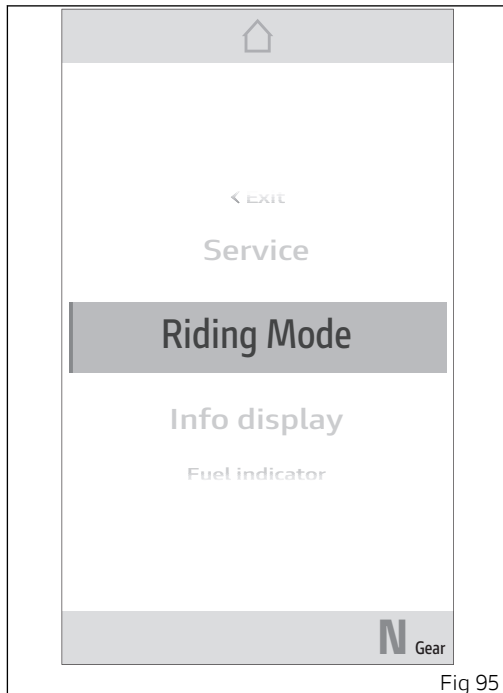 < Exit
Service
Riding Mode
Info display
Fuel indicator
N Gear
Fig 95